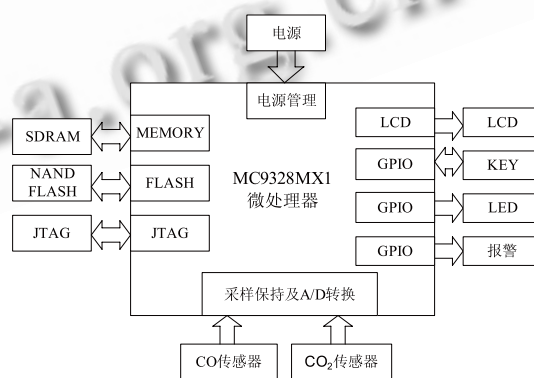 电源
电源管理
SDRAM
MEMORY
LCD
LCD
NAND
FLASH
FLASH
MC9328MX1
微处理器
GPIO
KEY
JTAG
JTAG
GPIO
LED
GPIO
报警
采样保持及A/D转换
CO传感器
CO₂传感器
a.org.cn